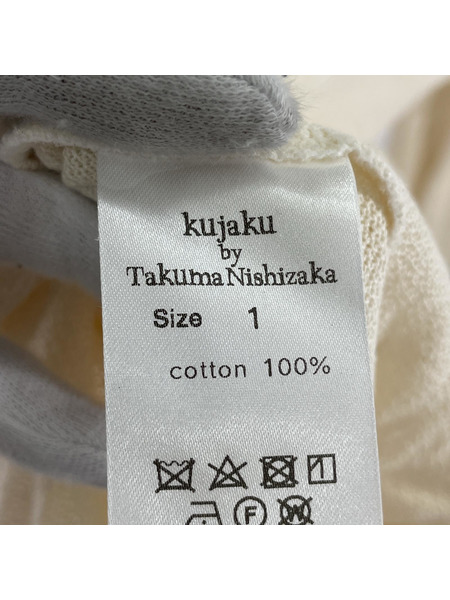 kujaku
by
Takuma Nishizaka
Size 1
cotton 100%
F W